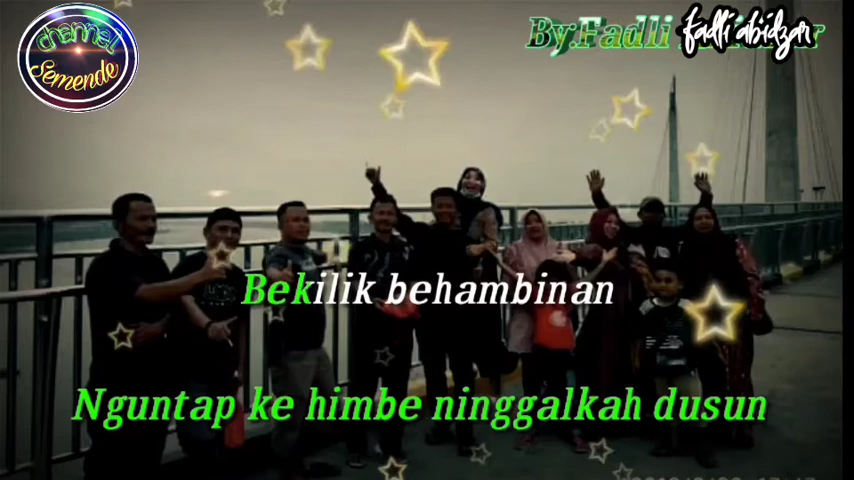 channel
Semende
By.Fadli
fadli abidzar
Bekilik behambinan
Nguntap ke himbe ninggalkah dusun